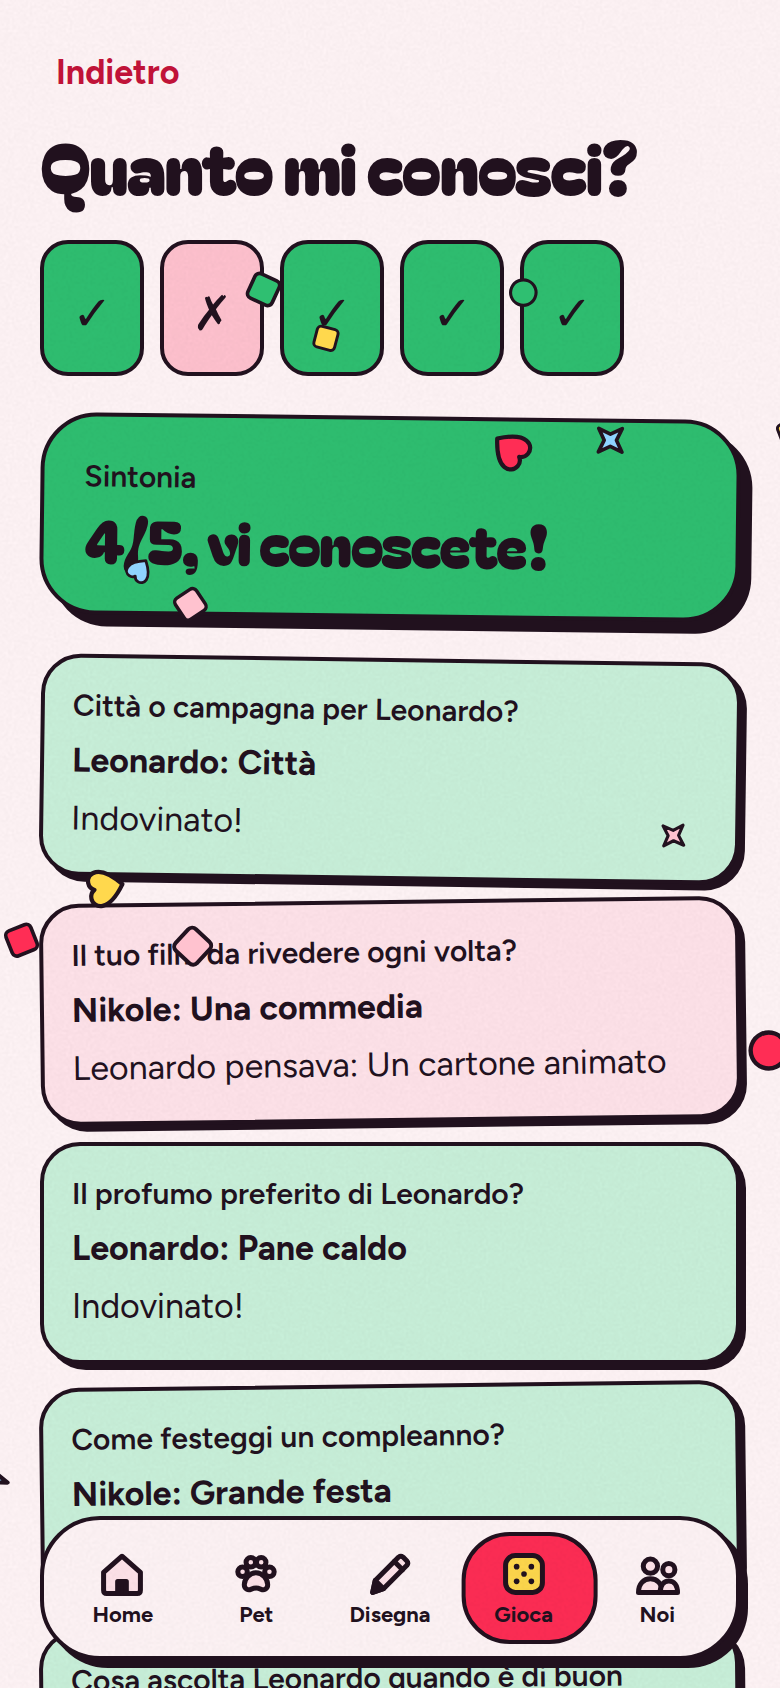 Indietro
Quanto mi conosci?
✓ ✗ ✓ ✓ ✓
Sintonia
4/5, vi conoscete!
Città o campagna per Leonardo?
Leonardo: Città
Indovinato!
Il tuo film da rivedere ogni volta?
Nikole: Una commedia
Leonardo pensava: Un cartone animato
Il profumo preferito di Leonardo?
Leonardo: Pane caldo
Indovinato!
Come festeggi un compleanno?
Nikole: Grande festa
Home Pet Disegna Gioca Noi
Cosa ascolta Leonardo quando è di buon